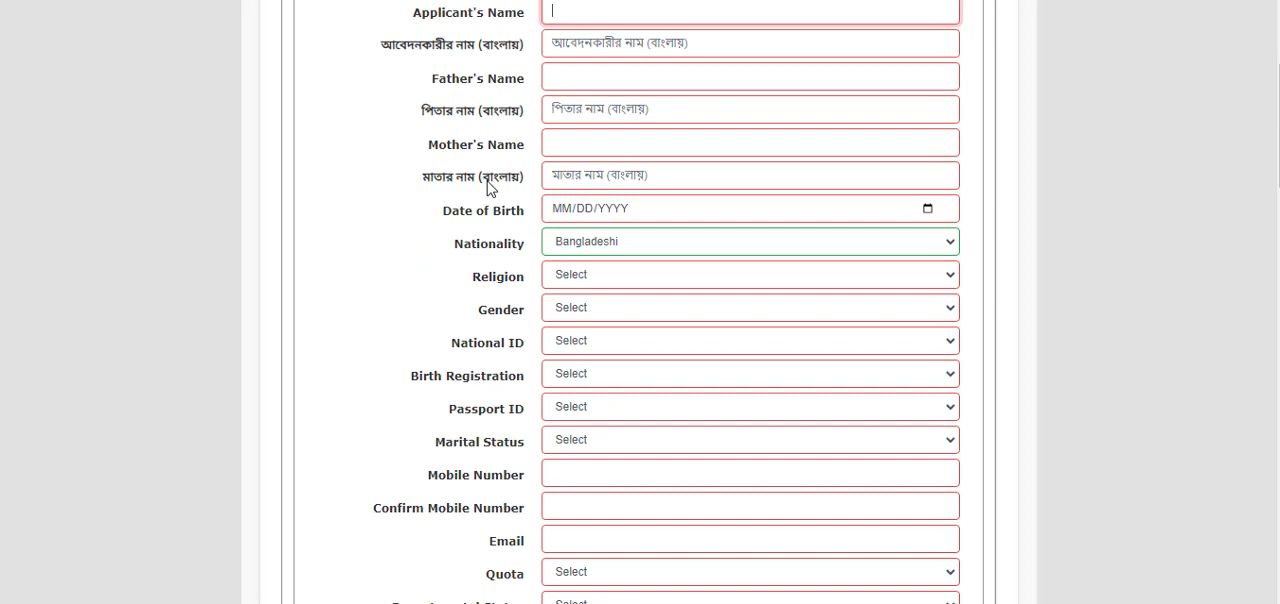 Applicant's Name
আবেদনকারীর নাম (বাংলায়) আবেদনকারীর নাম (বাংলায়)
Father's Name
পিতার নাম (বাংলায়) পিতার নাম (বাংলায়)
Mother's Name
মাতার নাম (বাংলায়) মাতার নাম (বাংলায়)
Date of Birth MM/DD/YYYY
Nationality Bangladeshi
Religion Select
Gender Select
National ID Select
Birth Registration Select
Passport ID Select
Marital Status Select
Mobile Number
Confirm Mobile Number
Email
Quota Select
Select